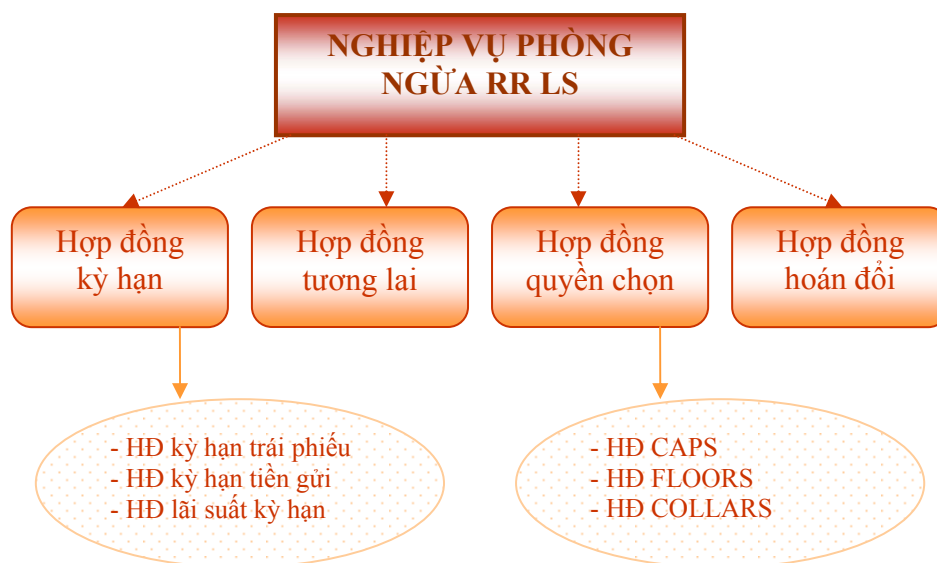 NGHIỆP VỤ PHÒNG
NGỪA RR LS
Hợp đồng
kỳ hạn
Hợp đồng
tương lai
Hợp đồng
quyền chọn
Hợp đồng
hoán đổi
- HĐ kỳ hạn trái phiếu
- HĐ kỳ hạn tiền gửi
- HĐ lãi suất kỳ hạn
- HĐ CAPS
- HĐ FLOORS
- HĐ COLLARS